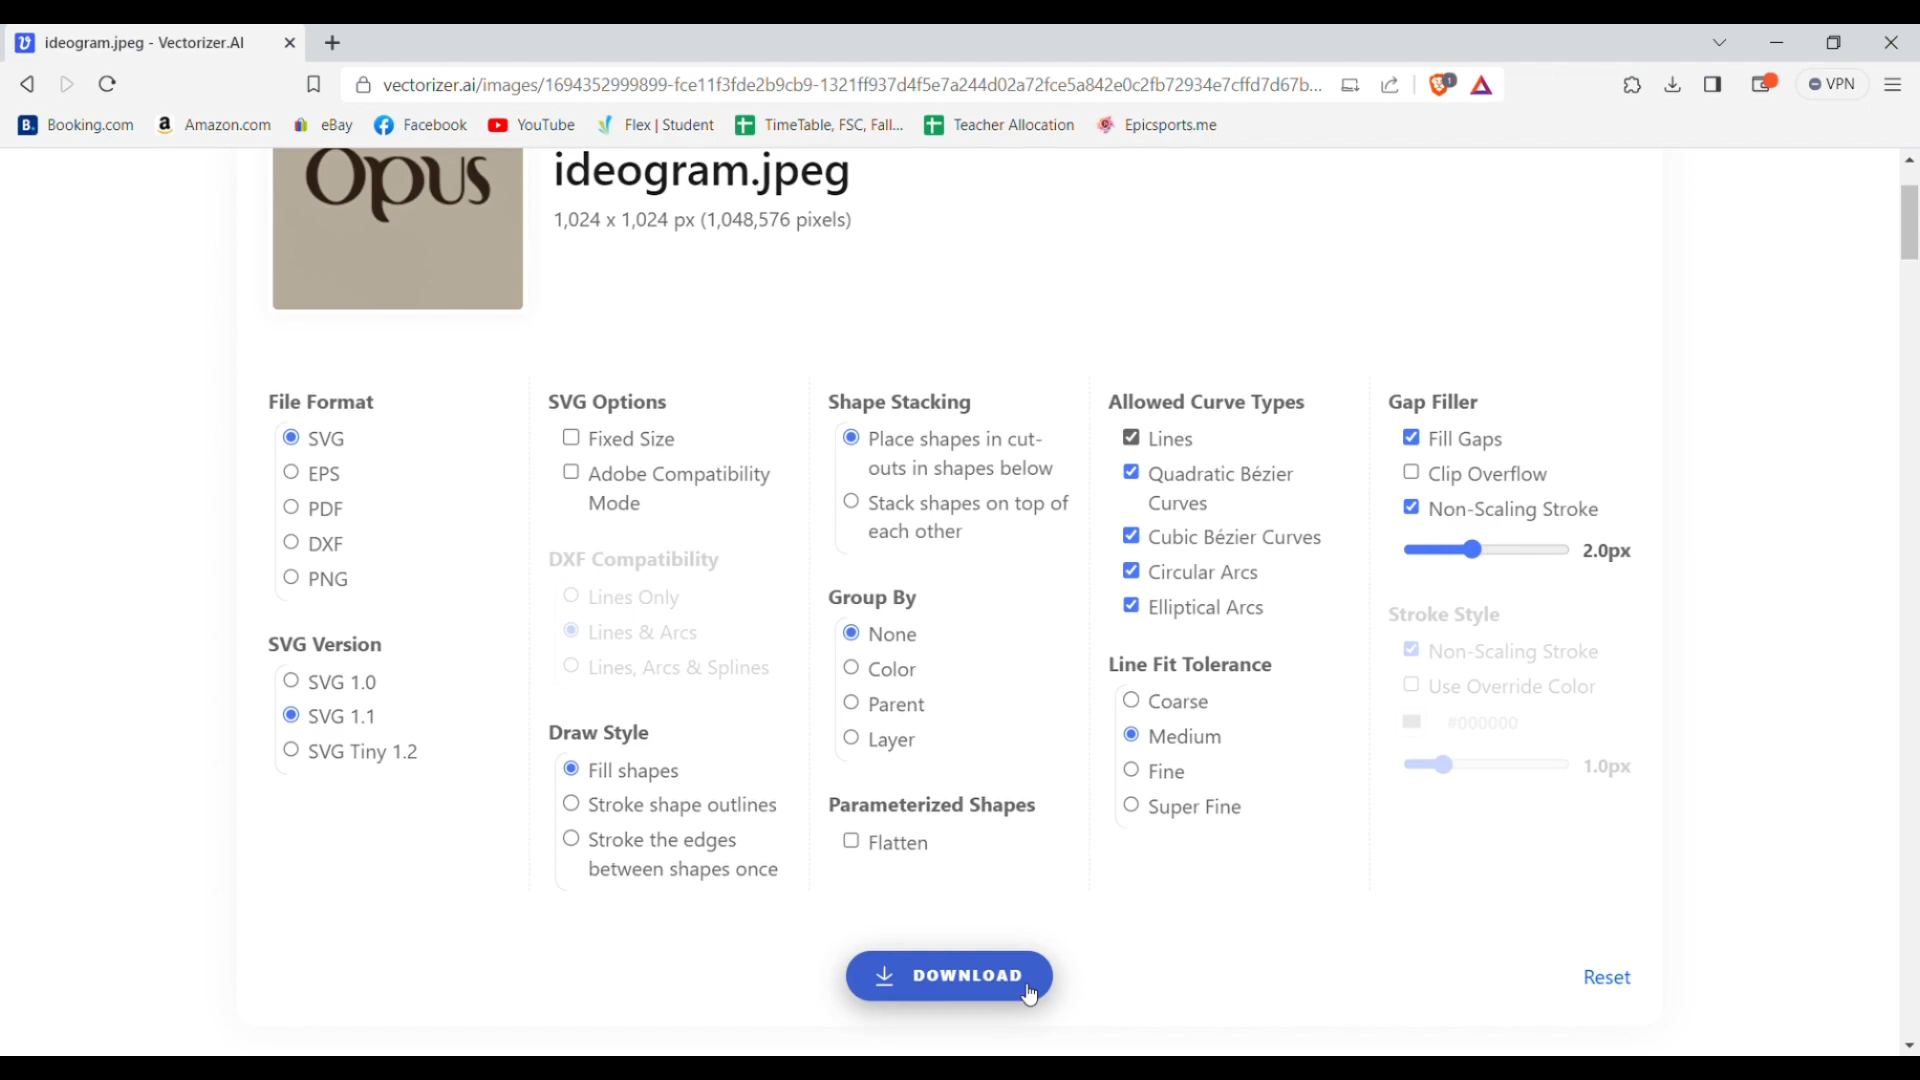 ideogram.jpeg - Vectorizer.AI
vectorizer.ai/images/1694352999899-fce11f3fde2b9cb9-1321ff937d4f5e7a244d02a72fce5a842e0c2fb72934e7cffd7d67b...
1
VPN
B. Booking.com
a Amazon.com
eBay
Facebook
YouTube
Flex | Student
TimeTable, FSC, Fall...
Teacher Allocation
Epicsports.me
Opus
ideogram.jpeg
1,024 x 1,024 px (1,048,576 pixels)
File Format
SVG
EPS
PDF
DXF
PNG
SVG Version
SVG 1.0
SVG 1.1
SVG Tiny 1.2
SVG Options
Fixed Size
Adobe Compatibility
Mode
DXF Compatibility
Lines Only
Lines & Arcs
Lines, Arcs & Splines
Draw Style
Fill shapes
Stroke shape outlines
Stroke the edges
between shapes once
Shape Stacking
Place shapes in cut-
outs in shapes below
Stack shapes on top of
each other
Group By
None
Color
Parent
Layer
Parameterized Shapes
Flatten
Allowed Curve Types
Lines
Quadratic Bézier
Curves
Cubic Bézier Curves
Circular Arcs
Elliptical Arcs
Line Fit Tolerance
Coarse
Medium
Fine
Super Fine
Gap Filler
Fill Gaps
Clip Overflow
Non-Scaling Stroke
2.0px
Stroke Style
Non-Scaling Stroke
Use Override Color
#000000
1.0px
DOWNLOAD
Reset